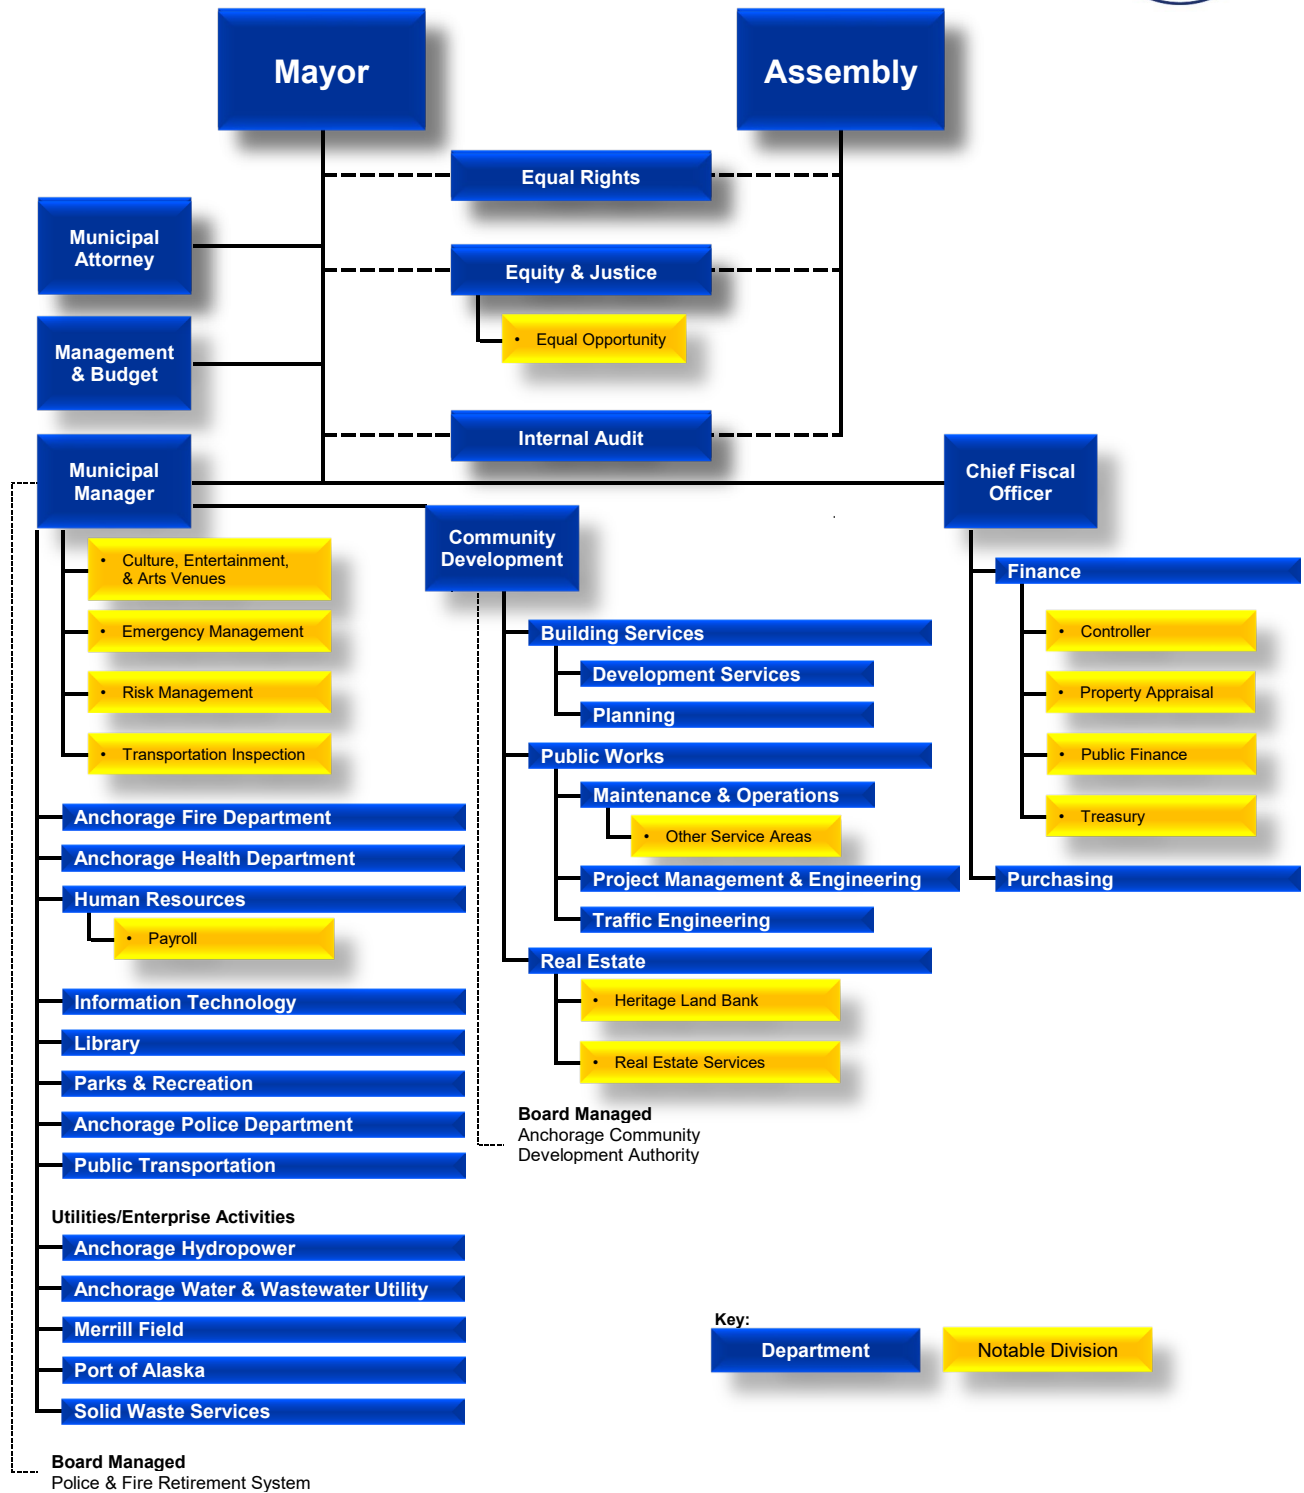 Mayor
Assembly
Equal Rights
Municipal
Attorney
Equity & Justice
• Equal Opportunity
Management
& Budget
Internal Audit
Municipal
Manager
Chief Fiscal
Officer
• Culture, Entertainment,
& Arts Venues
• Emergency Management
• Risk Management
• Transportation Inspection
Anchorage Fire Department
Anchorage Health Department
Human Resources
• Payroll
Information Technology
Library
Parks & Recreation
Anchorage Police Department
Public Transportation
Utilities/Enterprise Activities
Anchorage Hydropower
Anchorage Water & Wastewater Utility
Merrill Field
Port of Alaska
Solid Waste Services
Board Managed
Police & Fire Retirement System
Community
Development
Building Services
Development Services
Planning
Public Works
Maintenance & Operations
• Other Service Areas
Project Management & Engineering
Traffic Engineering
Real Estate
• Heritage Land Bank
• Real Estate Services
Board Managed
Anchorage Community
Development Authority
Finance
• Controller
• Property Appraisal
• Public Finance
• Treasury
Purchasing
Key:
Department
Notable Division